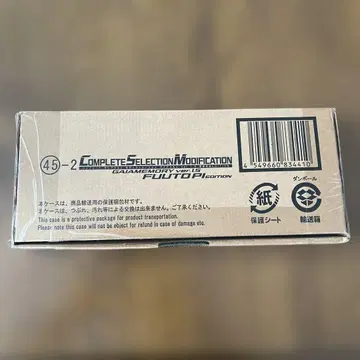 ㊺-2
COMPLETE SELECTION MODIFICATION
GAIAMEMORY ver.1.5
FUUTO PI EDITION
4 549660 834410
本ケースは、商品輸送用の保護梱包材です。
本ケースは、つぶれ、汚れ等による交換は出来ません。ご了承ください。
This case is a protective package for product transportation.
Please note this case will not be object for refund in case of damage etc.
紙
保護シート
ダンボール
輸送箱